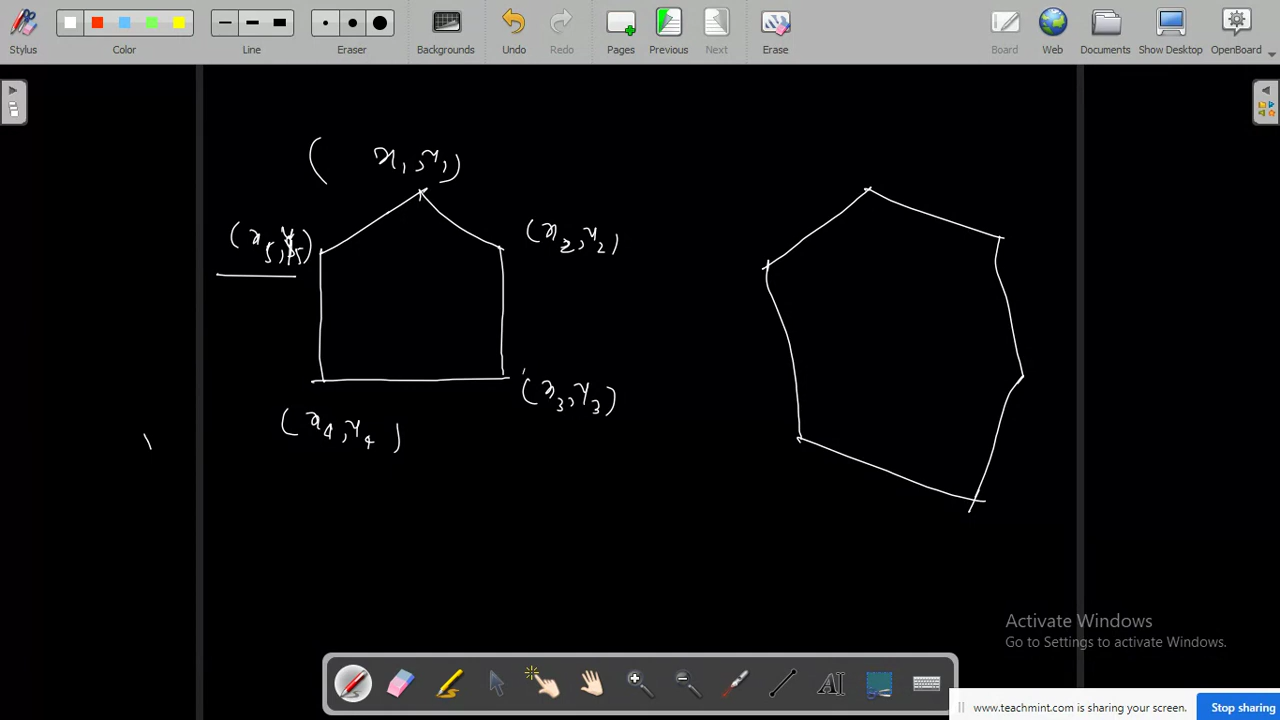 Stylus Color Line Eraser Backgrounds Undo Redo Pages Previous Next Erase Board Web Documents Show Desktop OpenBoard
( x₁,y₁)
(x₅,y₅) (x₂,y₂)
(x₃,y₃)
(x₄,y₄)
Activate Windows
Go to Settings to activate Windows.
www.teachmint.com is sharing your screen. Stop sharing